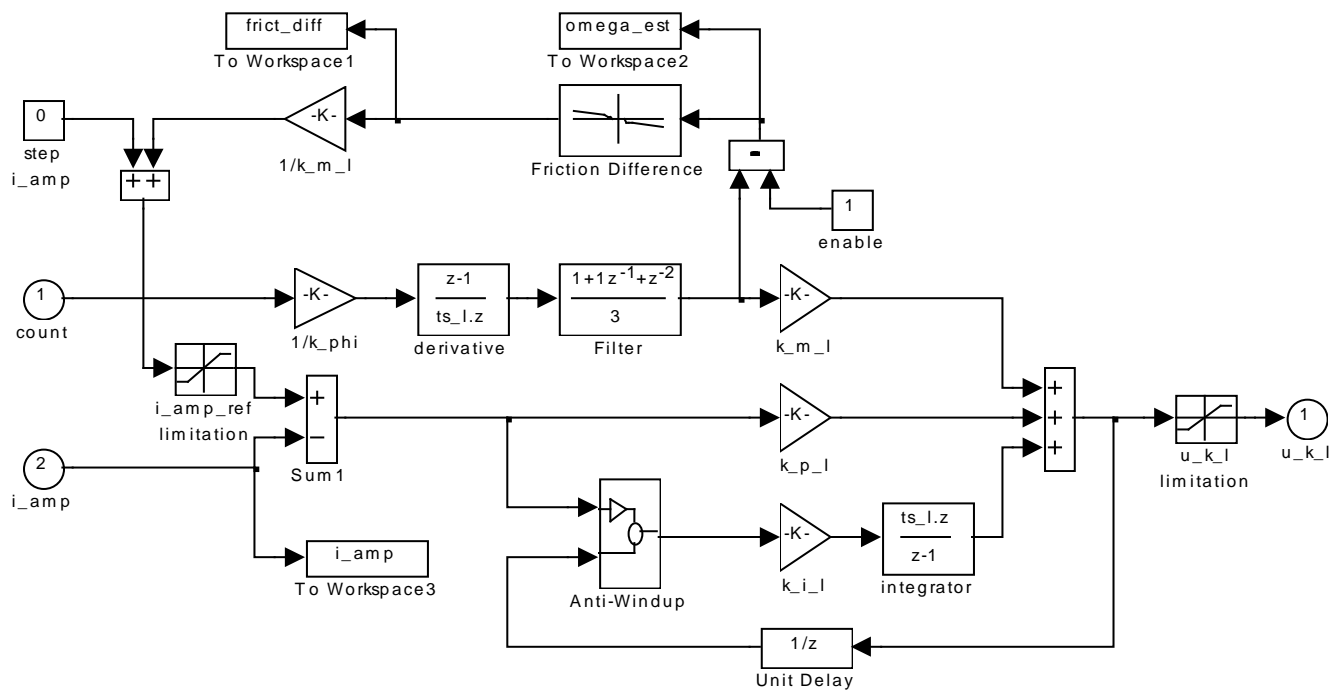 frict_diff
To Workspace1
omega_est
To Workspace2
0
step
i_amp
-K-
1/k_m_l
Friction Difference
+ +
1
enable
1
count
-K-
1/k_phi
z-1
ts_l.z
derivative
1+1z-1+z-2
3
Filter
-K-
k_m_l
i_amp_ref
limitation
+
−
Sum1
-K-
k_p_l
+
+
+
u_k_l
limitation
1
u_k_l
2
i_amp
i_amp
To Workspace3
Anti-Windup
-K-
k_i_l
ts_l.z
z-1
integrator
1/z
Unit Delay